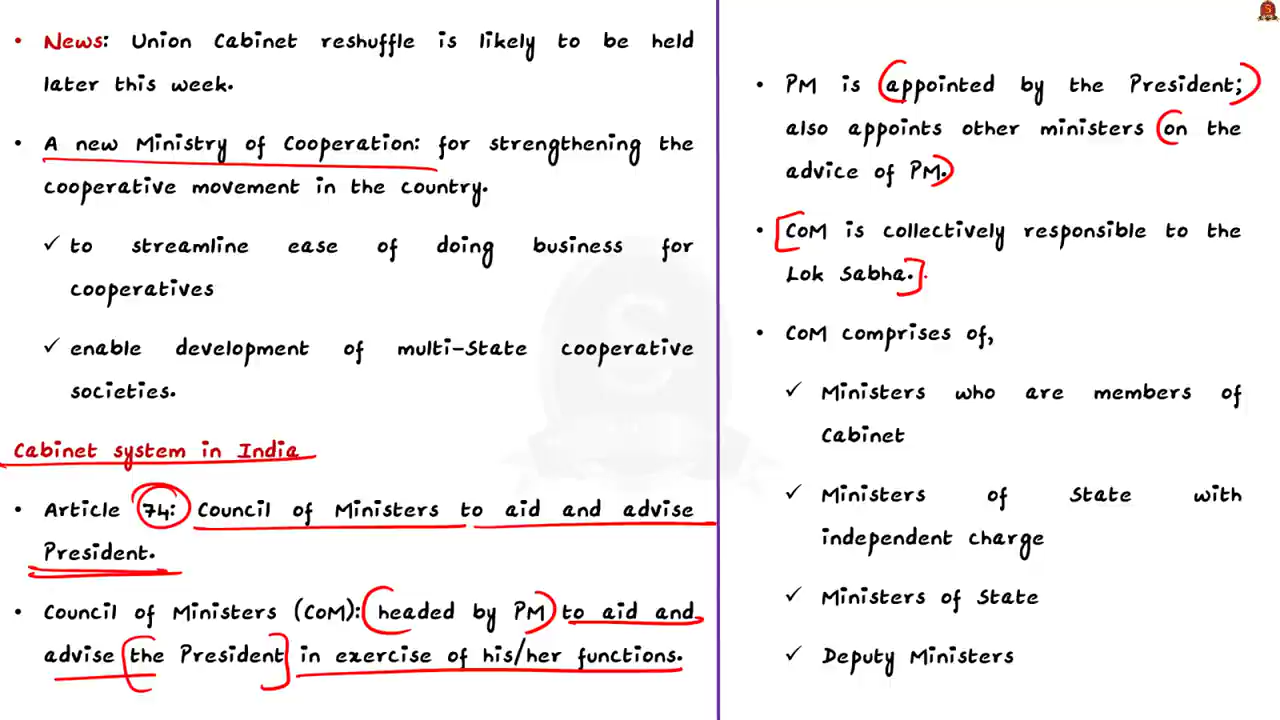 • News: Union Cabinet reshuffle is likely to be held
later this week.
• A new Ministry of Cooperation: for strengthening the
cooperative movement in the country.
✓ to streamline ease of doing business for
cooperatives
✓ enable development of multi-State cooperative
societies.
Cabinet system in India
• Article 74: Council of Ministers to aid and advise
President.
• Council of Ministers (CoM): headed by PM to aid and
advise the President in exercise of his/her functions.
• PM is appointed by the President;
also appoints other ministers on the
advice of PM.
• CoM is collectively responsible to the
Lok Sabha.
• CoM comprises of,
✓ Ministers who are members of
Cabinet
✓ Ministers of State with
independent charge
✓ Ministers of State
✓ Deputy Ministers
S